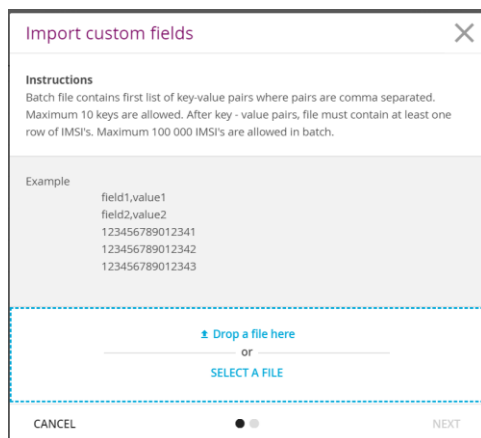 Import custom fields
Instructions
Batch file contains first list of key-value pairs where pairs are comma separated.
Maximum 10 keys are allowed. After key - value pairs, file must contain at least one
row of IMSI's. Maximum 100 000 IMSI's are allowed in batch.
Example
field1,value1
field2,value2
123456789012341
123456789012342
123456789012343
Drop a file here
or
SELECT A FILE
CANCEL
NEXT